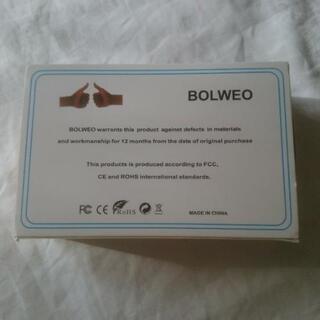 BOLWEO
BOLWEO warrants this product against defects in materials
and workmanship for 12 months from the date of original purchase
This products is produced according to FCC,
CE and ROHS international standards.
FC CE RoHS MADE IN CHINA